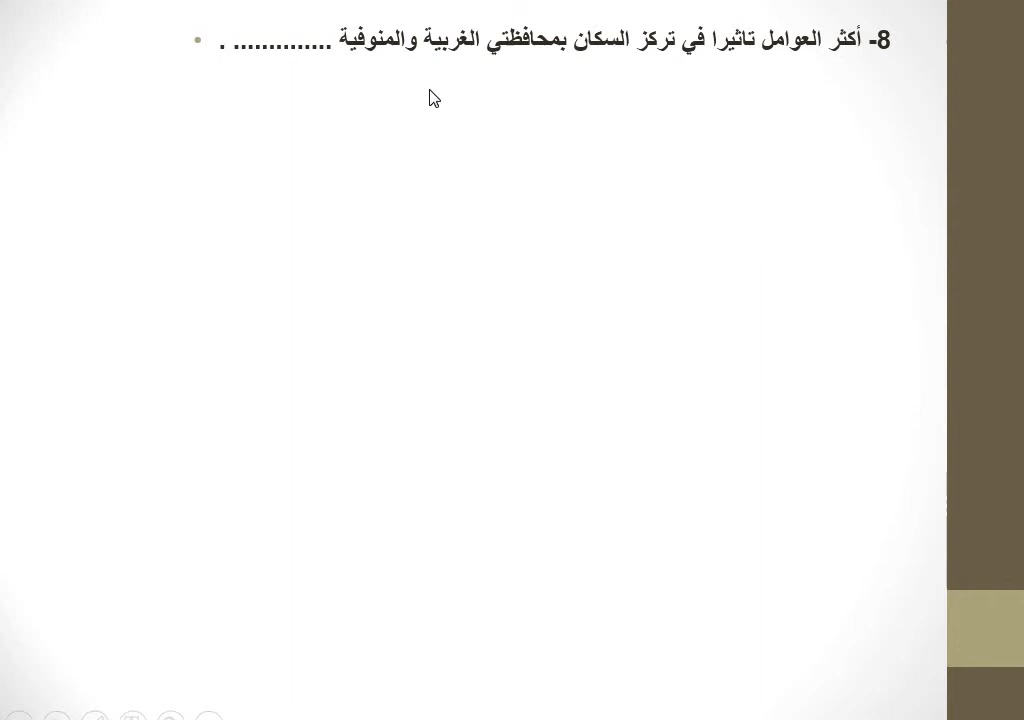 8- أكثر العوامل تاثيرا في تركز السكان بمحافظتي الغربية والمنوفية .............. .